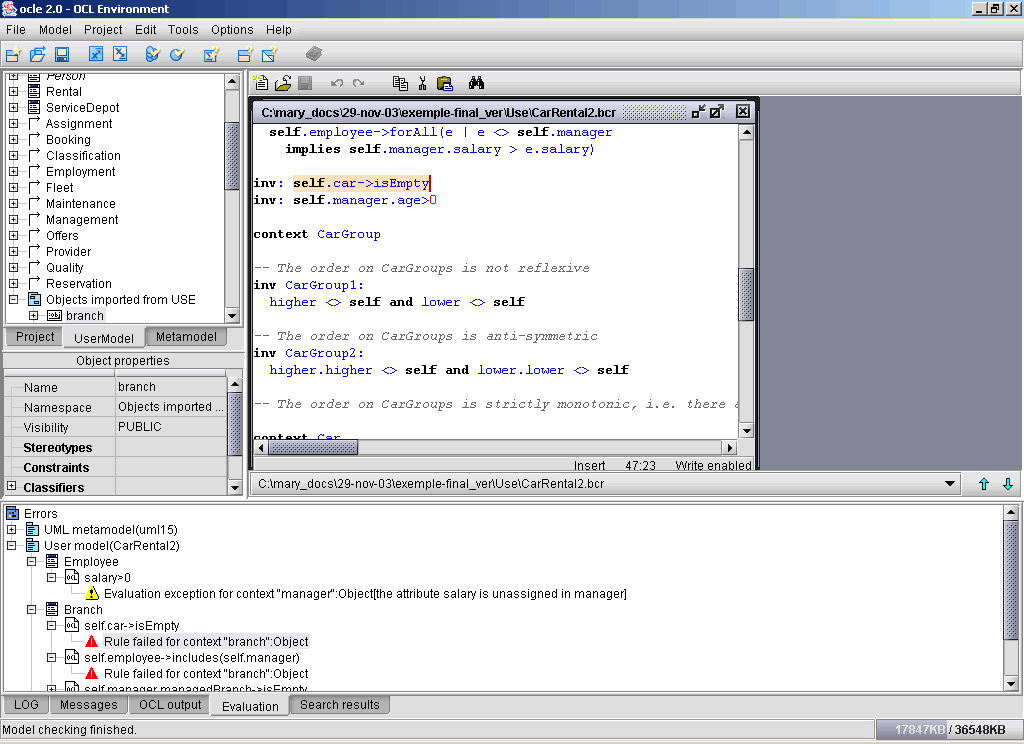 ocle 2.0 - OCL Environment
File Model Project Edit Tools Options Help
Person
Rental
ServiceDepot
Assignment
Booking
Classification
Employment
Fleet
Maintenance
Management
Offers
Provider
Quality
Reservation
Objects imported from USE
branch
Project UserModel Metamodel
Object properties
Name branch
Namespace Objects imported ...
Visibility PUBLIC
Stereotypes
Constraints
Classifiers
C:\mary_docs\29-nov-03\exemple-final_ver\Use\CarRental2.bcr
self.employee->forAll(e | e <> self.manager
implies self.manager.salary > e.salary)
inv: self.car->isEmpty
inv: self.manager.age>0
context CarGroup
-- The order on CarGroups is not reflexive
inv CarGroup1:
higher <> self and lower <> self
-- The order on CarGroups is anti-symmetric
inv CarGroup2:
higher.higher <> self and lower.lower <> self
-- The order on CarGroups is strictly monotonic, i.e. there
context Car
Insert 47:23 Write enabled
C:\mary_docs\29-nov-03\exemple-final_ver\Use\CarRental2.bcr
Errors
UML metamodel(uml15)
User model(CarRental2)
Employee
salary>0
Evaluation exception for context "manager":Object[the attribute salary is unassigned in manager]
Branch
self.car->isEmpty
Rule failed for context "branch":Object
self.employee->includes(self.manager)
Rule failed for context "branch":Object
self.manager.managedBranch->isEmpty
LOG Messages OCL output Evaluation Search results
Model checking finished. 17847KB / 36548KB